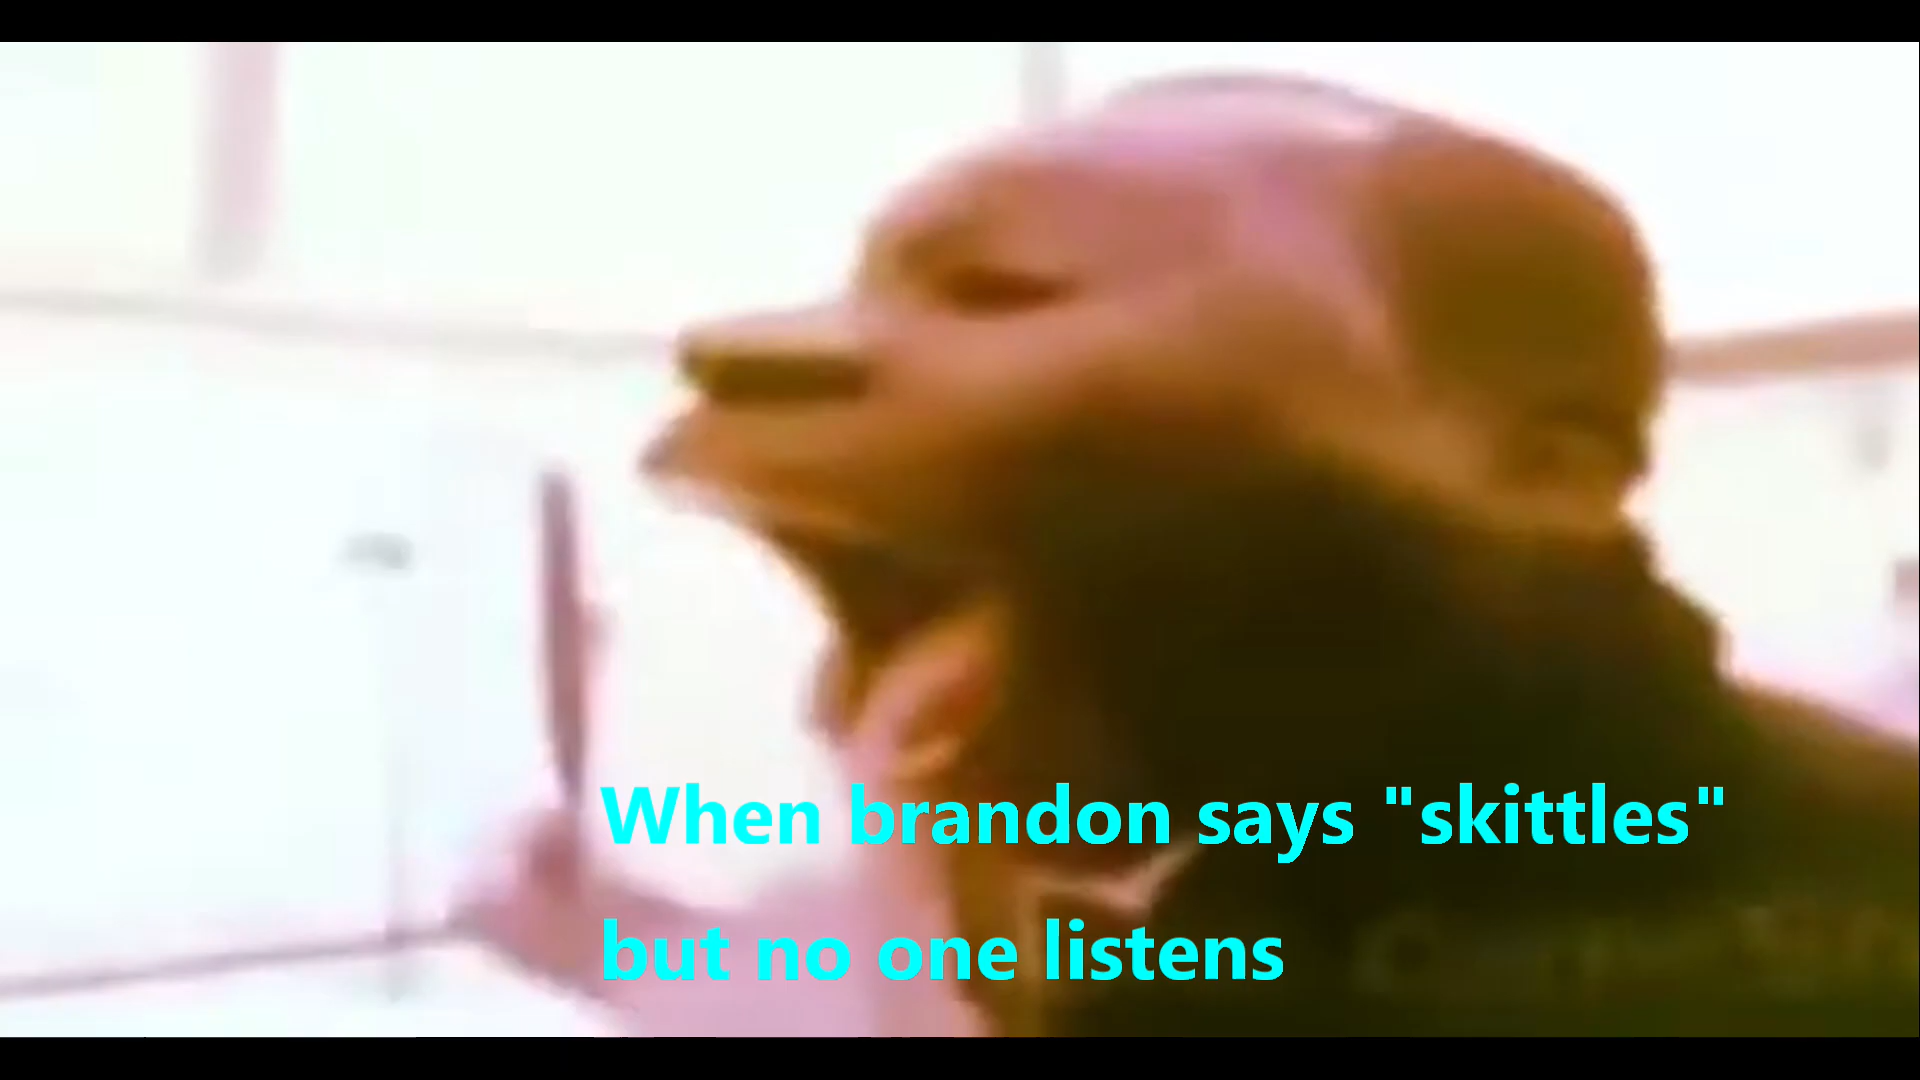 When brandon says "skittles"
but no one listens